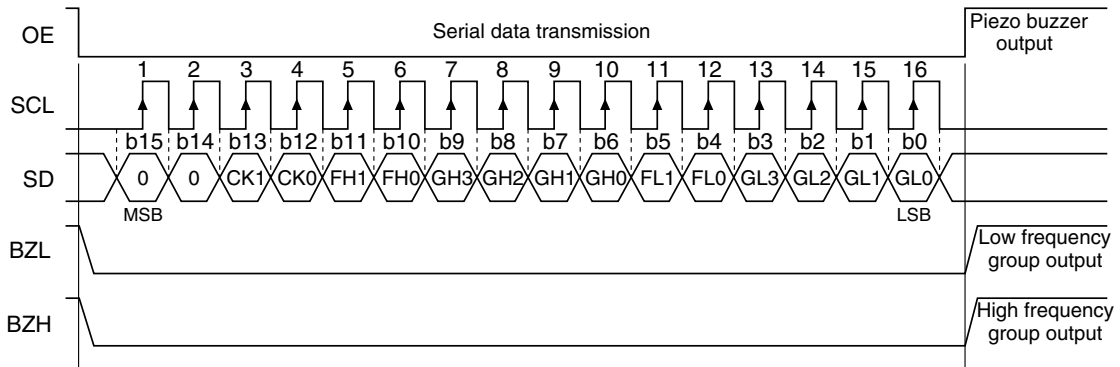 OE Serial data transmission Piezo buzzer
output
1 2 3 4 5 6 7 8 9 10 11 12 13 14 15 16
SCL
b15 b14 b13 b12 b11 b10 b9 b8 b7 b6 b5 b4 b3 b2 b1 b0
SD 0 0 CK1 CK0 FH1 FH0 GH3 GH2 GH1 GH0 FL1 FL0 GL3 GL2 GL1 GL0
MSB LSB
BZL Low frequency
group output
BZH High frequency
group output